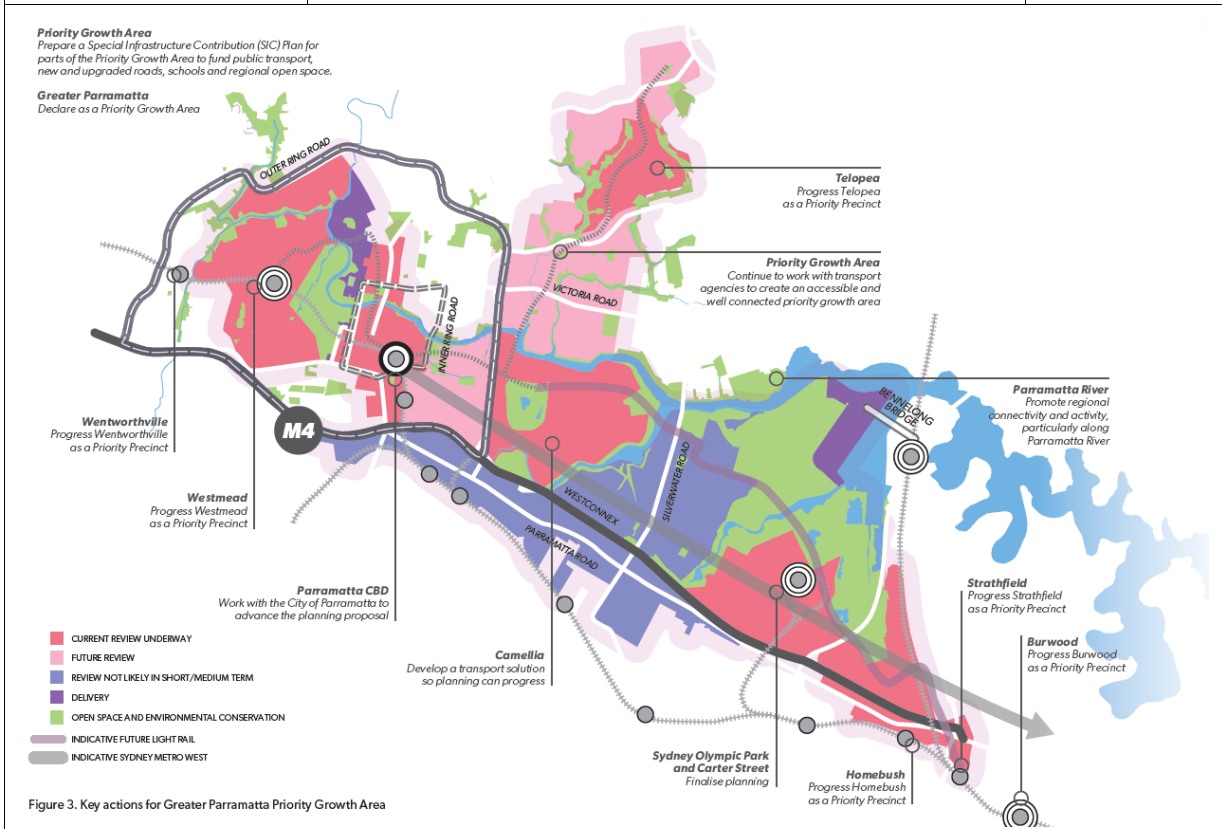 Priority Growth Area
Prepare a Special Infrastructure Contribution (SIC) Plan for
parts of the Priority Growth Area to fund public transport,
new and upgraded roads, schools and regional open space.
Greater Parramatta
Declare as a Priority Growth Area
OUTER RING ROAD
Telopea
Progress Telopea
as a Priority Precinct
Priority Growth Area
Continue to work with transport
agencies to create an accessible and
well connected priority growth area
VICTORIA ROAD
INNER RING ROAD
Parramatta River
Promote regional
connectivity and activity,
particularly along
Parramatta River
BENNELONG
BRIDGE
Wentworthville
Progress Wentworthville
as a Priority Precinct
M4
Westmead
Progress Westmead
as a Priority Precinct
SILVERWATER ROAD
WESTCONNEX
PARRAMATTA ROAD
Parramatta CBD
Work with the City of Parramatta to
advance the planning proposal
Strathfield
Progress Strathfield
as a Priority Precinct
Burwood
Progress Burwood
as a Priority Precinct
Camellia
Develop a transport solution
so planning can progress
Sydney Olympic Park
and Carter Street
Finalise planning
Homebush
Progress Homebush
as a Priority Precinct
CURRENT REVIEW UNDERWAY
FUTURE REVIEW
REVIEW NOT LIKELY IN SHORT/MEDIUM TERM
DELIVERY
OPEN SPACE AND ENVIRONMENTAL CONSERVATION
INDICATIVE FUTURE LIGHT RAIL
INDICATIVE SYDNEY METRO WEST
Figure 3. Key actions for Greater Parramatta Priority Growth Area